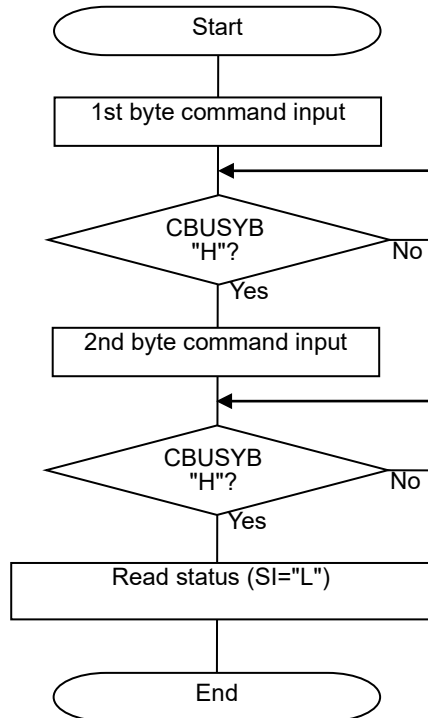 Start
1st byte command input
CBUSYB
"H"?
No
Yes
2nd byte command input
CBUSYB
"H"?
No
Yes
Read status (SI="L")
End